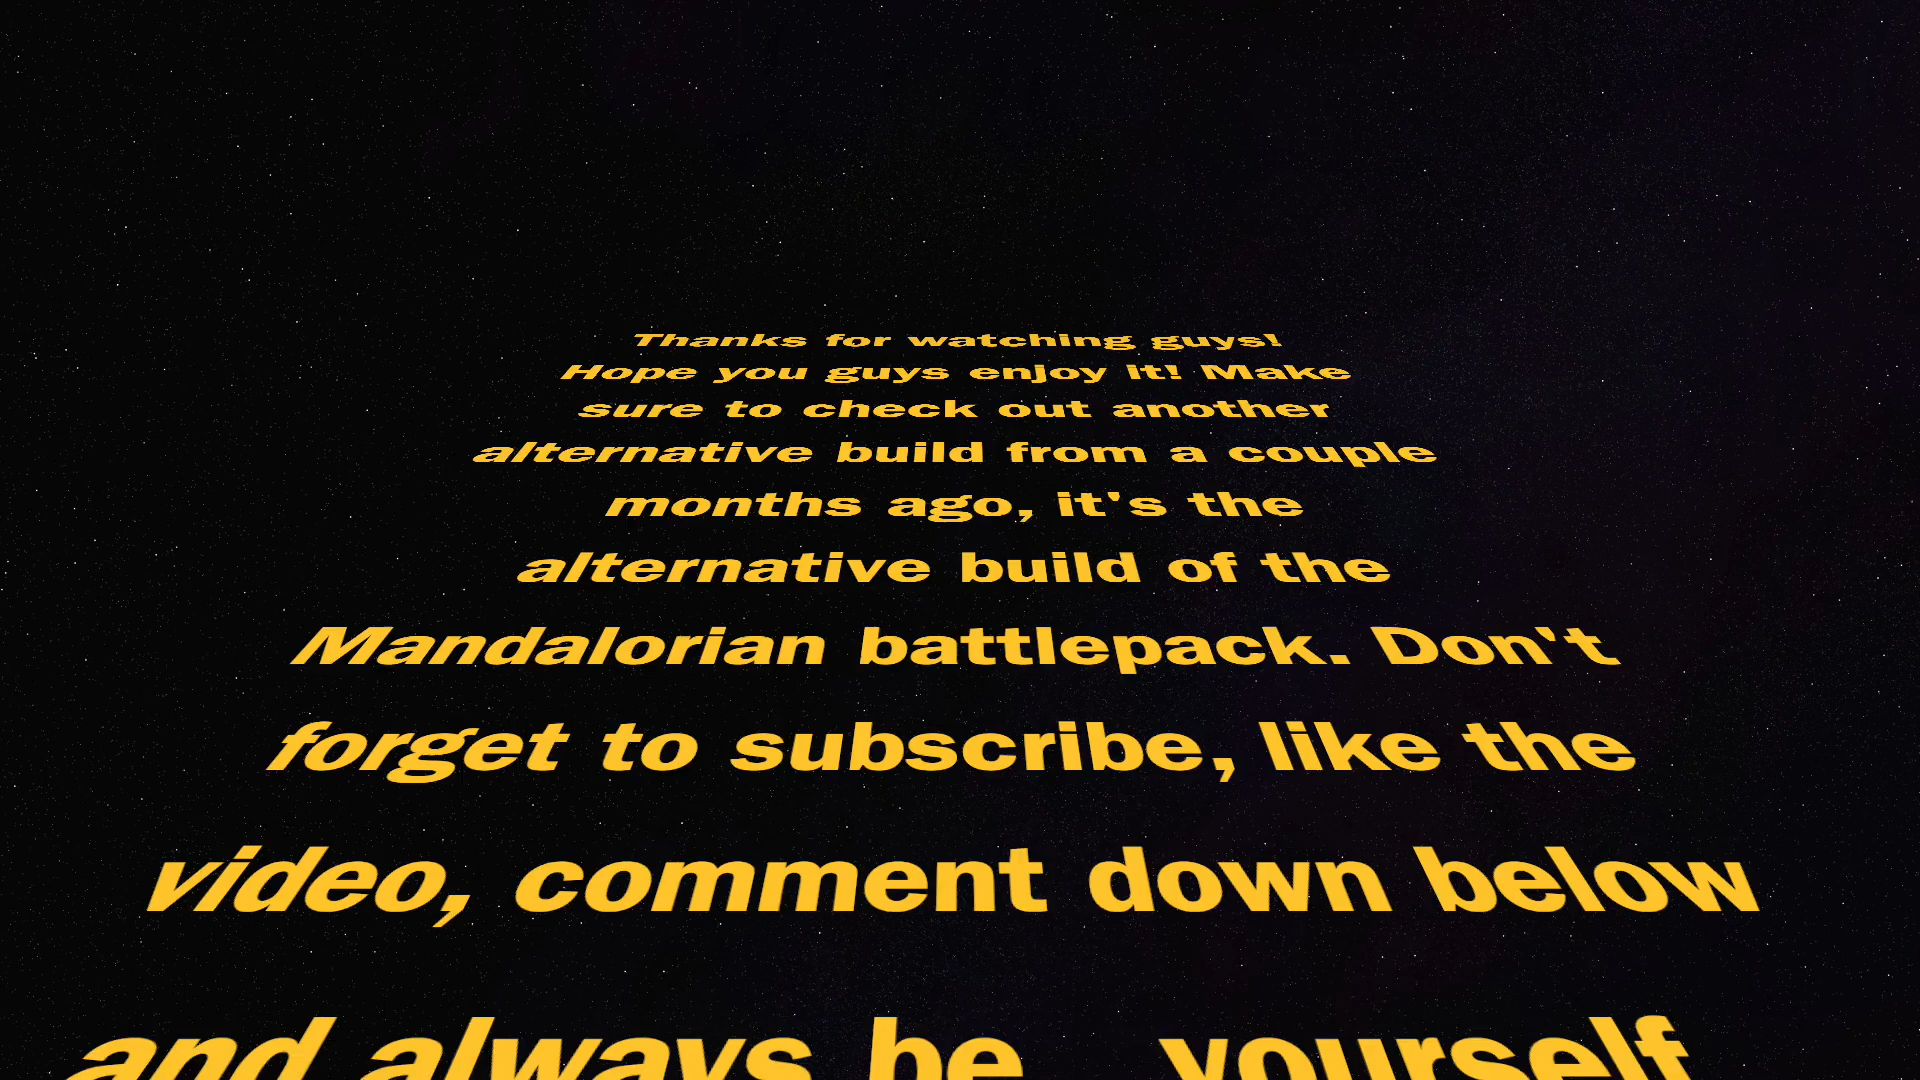 Thanks for watching guys!
Hope you guys enjoy it! Make
sure to check out another
alternative build from a couple
months ago, it's the
alternative build of the
Mandalorian battlepack. Don't
forget to subscribe, like the
video, comment down below
and always be yourself